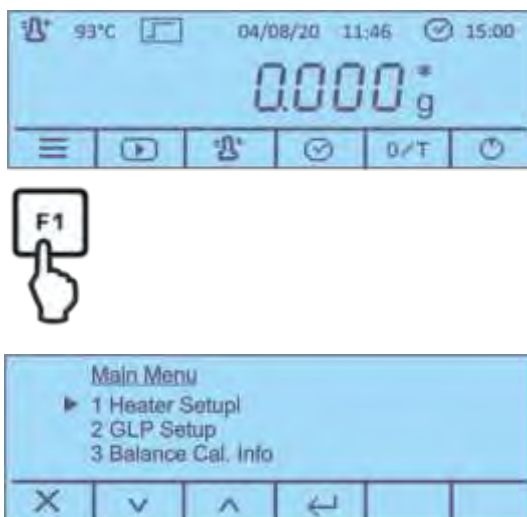 93°C 04/08/20 11:46 15:00
0.000 *
g
0/T
F1
Main Menu
1 Heater Setupl
2 GLP Setup
3 Balance Cal. Info